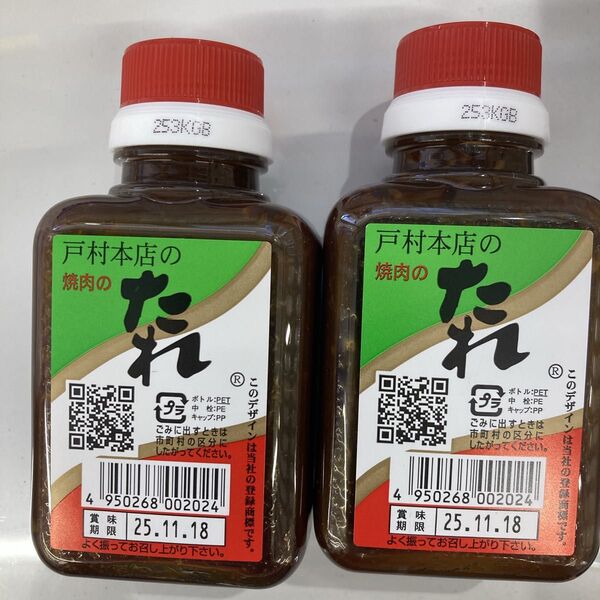 253KGB
戸村本店の
焼肉の
たれ
®
プラ
ボトル:PET
中 栓:PE
キャップ:PP
ごみに出すときは
市町村の区分に
したがってください。
このデザインは当社の登録商標です。
4 950268 002024
賞味
期限
25.11.18
よく振ってお召し上がり下さい。
253KGB
戸村本店の
焼肉の
たれ
®
プラ
ボトル:PET
中 栓:PE
キャップ:PP
ごみに出すときは
市町村の区分に
したがってください。
このデザインは当社の登録商標です。
4 950268 002024
賞味
期限
25.11.18
よく振ってお召し上がり下さい。